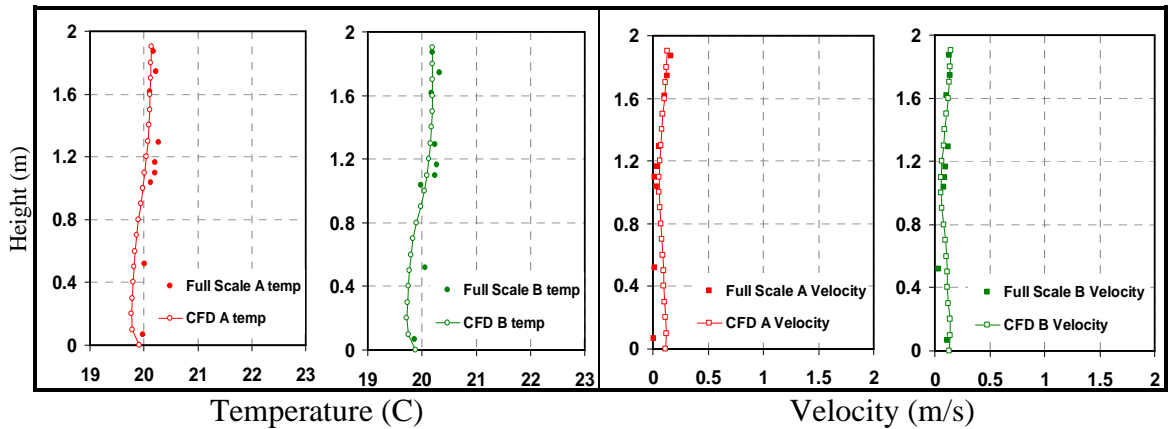 Height (m)
2
1.6
1.2
0.8
0.4
0
19 20 21 22 23
Full Scale A temp
CFD A temp
2
1.6
1.2
0.8
0.4
0
19 20 21 22 23
Full Scale B temp
CFD B temp
2
1.6
1.2
0.8
0.4
0
0 0.5 1 1.5 2
Full Scale A Velocity
CFD A Velocity
2
1.6
1.2
0.8
0.4
0
0 0.5 1 1.5 2
Full Scale B Velocity
CFD B Velocity
Temperature (C)
Velocity (m/s)